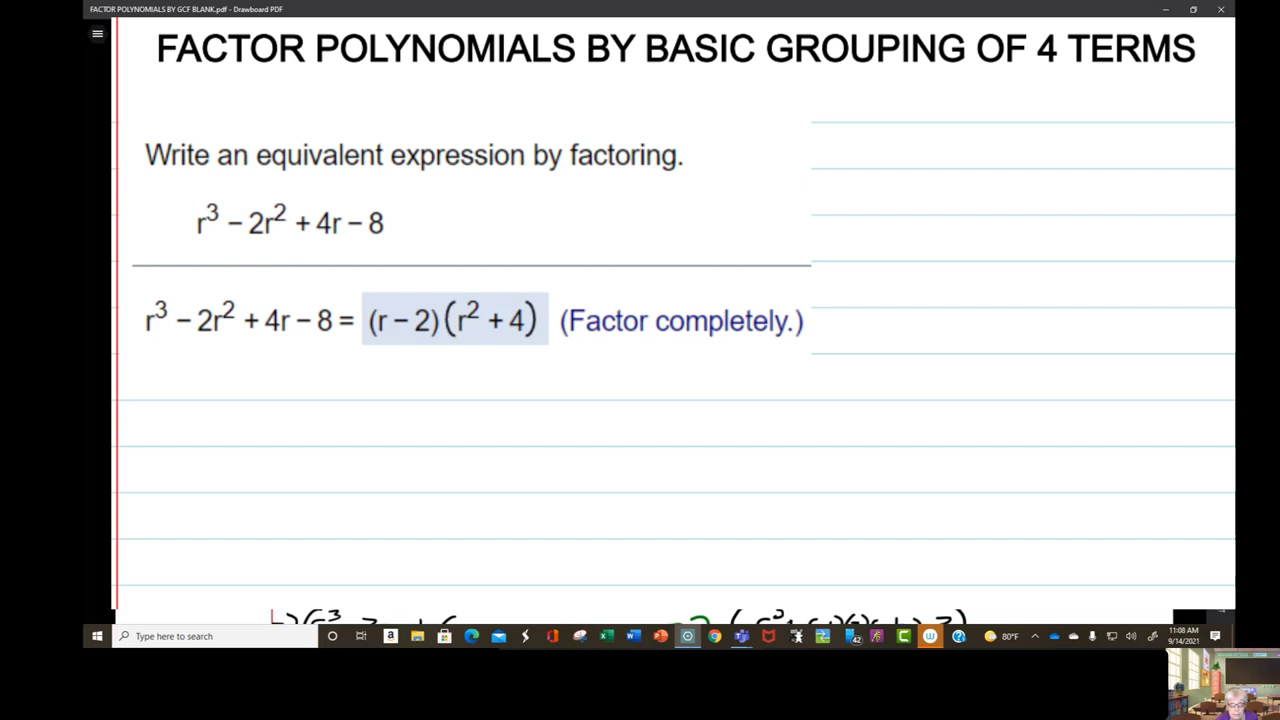 FACTOR POLYNOMIALS BY GCF BLANK.pdf - Drawboard PDF
FACTOR POLYNOMIALS BY BASIC GROUPING OF 4 TERMS
Write an equivalent expression by factoring.
r³ − 2r² + 4r − 8
r³ − 2r² + 4r − 8 = (r − 2)(r² + 4) (Factor completely.)
Type here to search
42
80°F
11:08 AM
9/14/2021